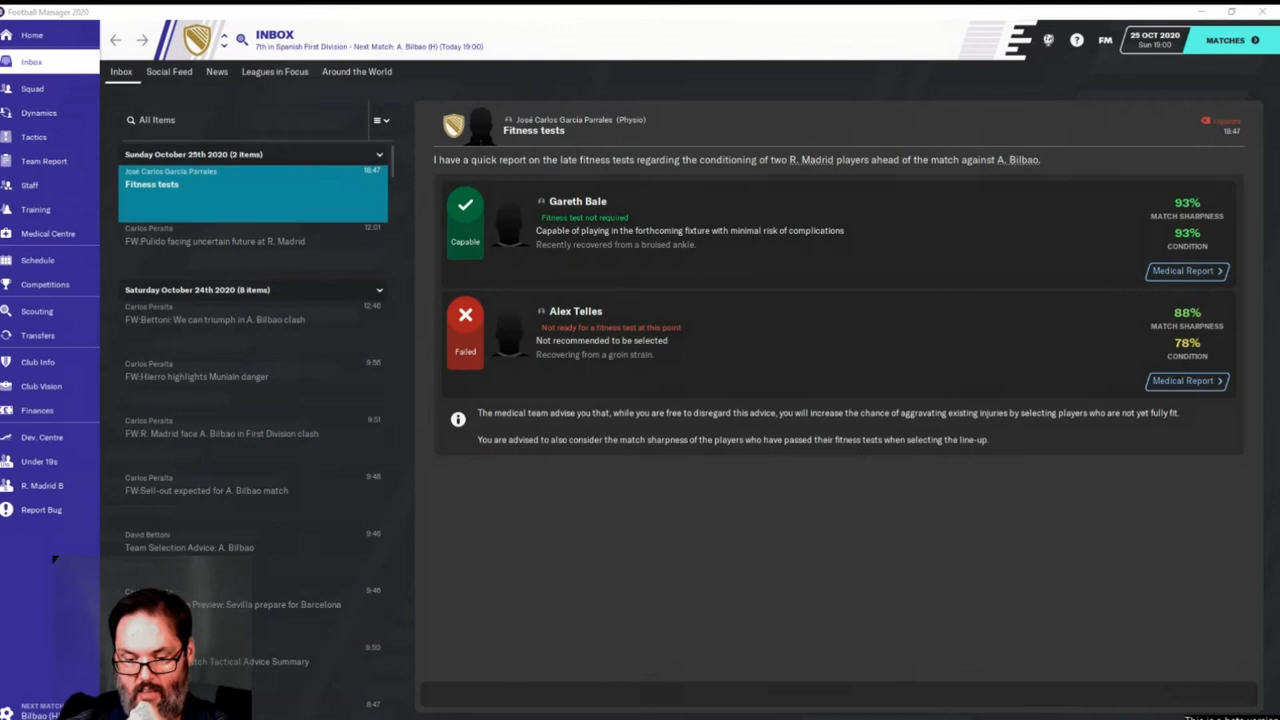 Football Manager 2020
Home
Inbox
Squad
Dynamics
Tactics
Team Report
Staff
Training
Medical Centre
Schedule
Competitions
Scouting
Transfers
Club Info
Club Vision
Finances
Dev. Centre
Under 19s
R. Madrid B
Report Bug
NEXT MATCH
Bilbao (H)
INBOX
7th in Spanish First Division - Next Match: A. Bilbao (H) (Today 19:00)
FM
25 OCT 2020
Sun 19:00
MATCHES
Inbox Social Feed News Leagues in Focus Around the World
All Items
Sunday October 25th 2020 (2 items)
José Carlos García Parrales 18:47
Fitness tests
Carlos Peralta 12:01
FW:Pulido facing uncertain future at R. Madrid
Saturday October 24th 2020 (8 items)
Carlos Peralta 12:46
FW:Bettoni: We can triumph in A. Bilbao clash
Carlos Peralta 9:56
FW:Hierro highlights Muniain danger
Carlos Peralta 9:51
FW:R. Madrid face A. Bilbao in First Division clash
Carlos Peralta 9:48
FW:Sell-out expected for A. Bilbao match
David Bettoni 9:46
Team Selection Advice: A. Bilbao
9:46
Preview: Sevilla prepare for Barcelona
8:50
Tactical Advice Summary
8:47
José Carlos García Parrales (Physio)
Fitness tests
Injuries
18:47
I have a quick report on the late fitness tests regarding the conditioning of two R. Madrid players ahead of the match against A. Bilbao.
Capable
Gareth Bale
Fitness test not required
Capable of playing in the forthcoming fixture with minimal risk of complications
Recently recovered from a bruised ankle.
93%
MATCH SHARPNESS
93%
CONDITION
Medical Report
Failed
Alex Telles
Not ready for a fitness test at this point
Not recommended to be selected
Recovering from a groin strain.
88%
MATCH SHARPNESS
78%
CONDITION
Medical Report
The medical team advise you that, while you are free to disregard this advice, you will increase the chance of aggravating existing injuries by selecting players who are not yet fully fit.
You are advised to also consider the match sharpness of the players who have passed their fitness tests when selecting the line-up.